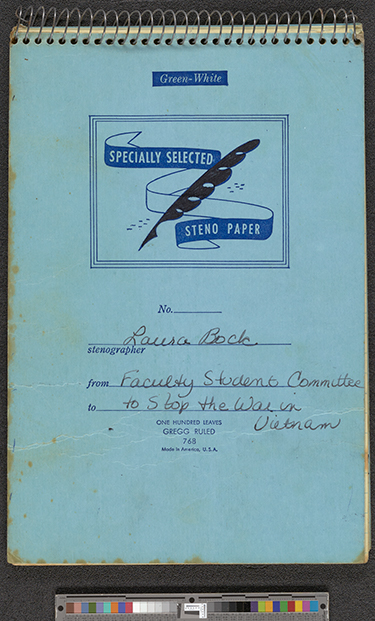 Green-White
SPECIALLY SELECTED
STENO PAPER
No.
Laura Bock
stenographer
from Faculty Student Committee
to to Stop the War in
Vietnam
ONE HUNDRED LEAVES
GREGG RULED
768
Made in America, U.S.A.